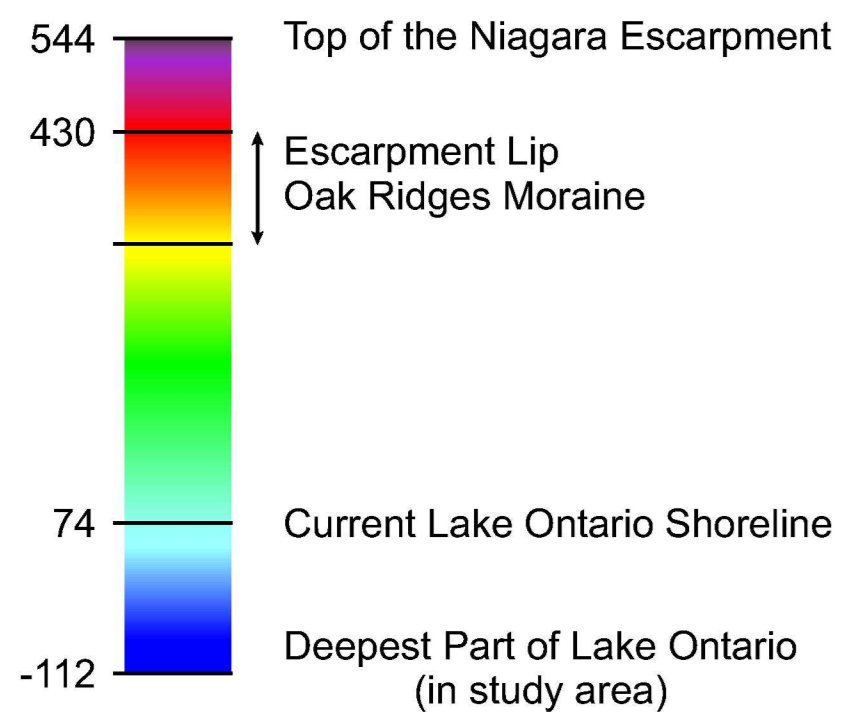 544 Top of the Niagara Escarpment
430
Escarpment Lip
Oak Ridges Moraine
74 Current Lake Ontario Shoreline
Deepest Part of Lake Ontario
-112
(in study area)